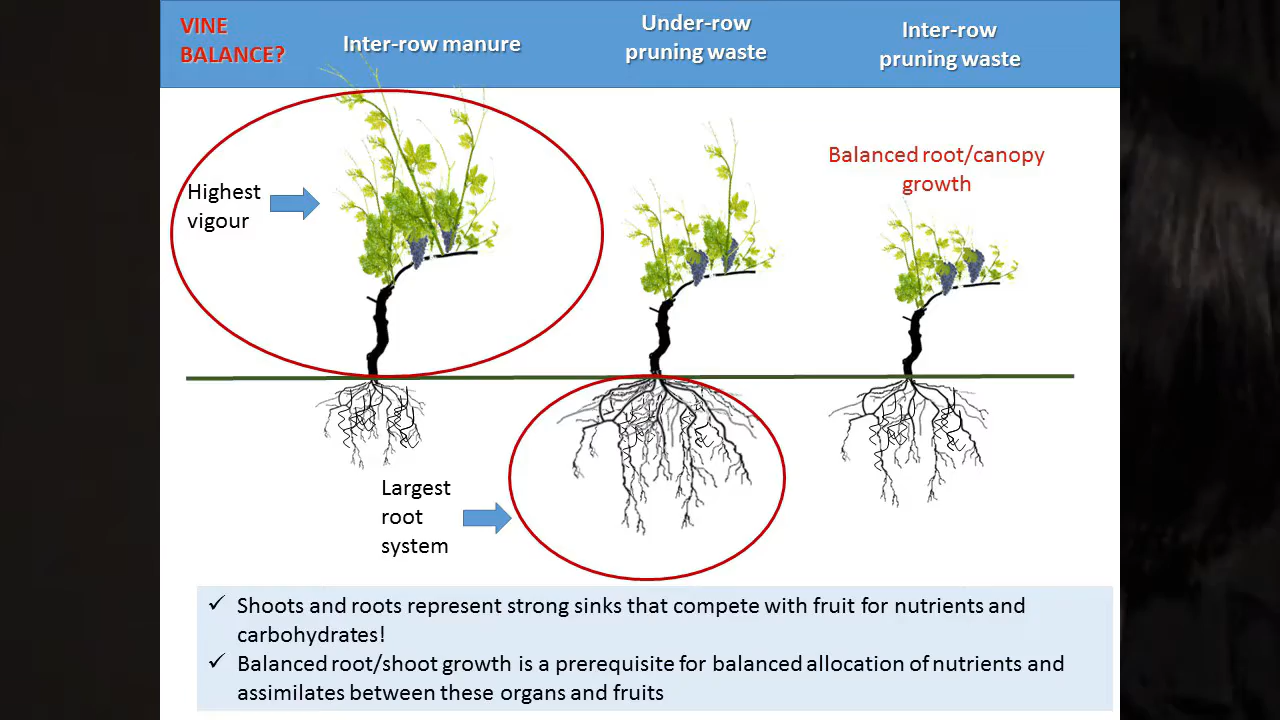 VINE
BALANCE?
Inter-row manure
Under-row
pruning waste
Inter-row
pruning waste
Highest
vigour
Balanced root/canopy
growth
Largest
root
system
✓ Shoots and roots represent strong sinks that compete with fruit for nutrients and
carbohydrates!
✓ Balanced root/shoot growth is a prerequisite for balanced allocation of nutrients and
assimilates between these organs and fruits